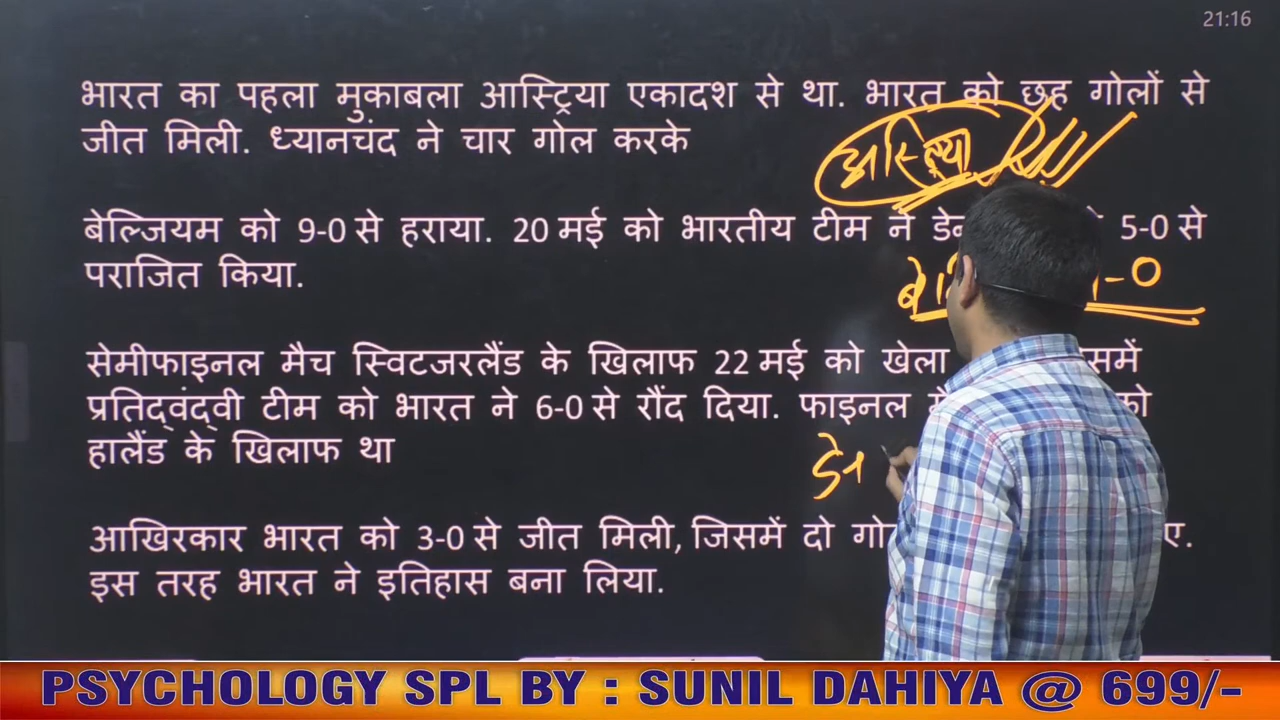 21:16
भारत का पहला मुकाबला आस्ट्रिया एकादश से था. भारत को छह गोलों से
जीत मिली. ध्यानचंद ने चार गोल करके
अस्ट्रिया
बेल्जियम को 9-0 से हराया. 20 मई को भारतीय टीम ने 5-0 से
पराजित किया.
सेमीफाइनल मैच स्विटजरलैंड के खिलाफ 22 मई को खेला
प्रतिद्वंद्वी टीम को भारत ने 6-0 से रौंद दिया. फाइनल को
हालैंड के खिलाफ था
आखिरकार भारत को 3-0 से जीत मिली, जिसमें दो
इस तरह भारत ने इतिहास बना लिया.
PSYCHOLOGY SPL BY : SUNIL DAHIYA @ 699/-